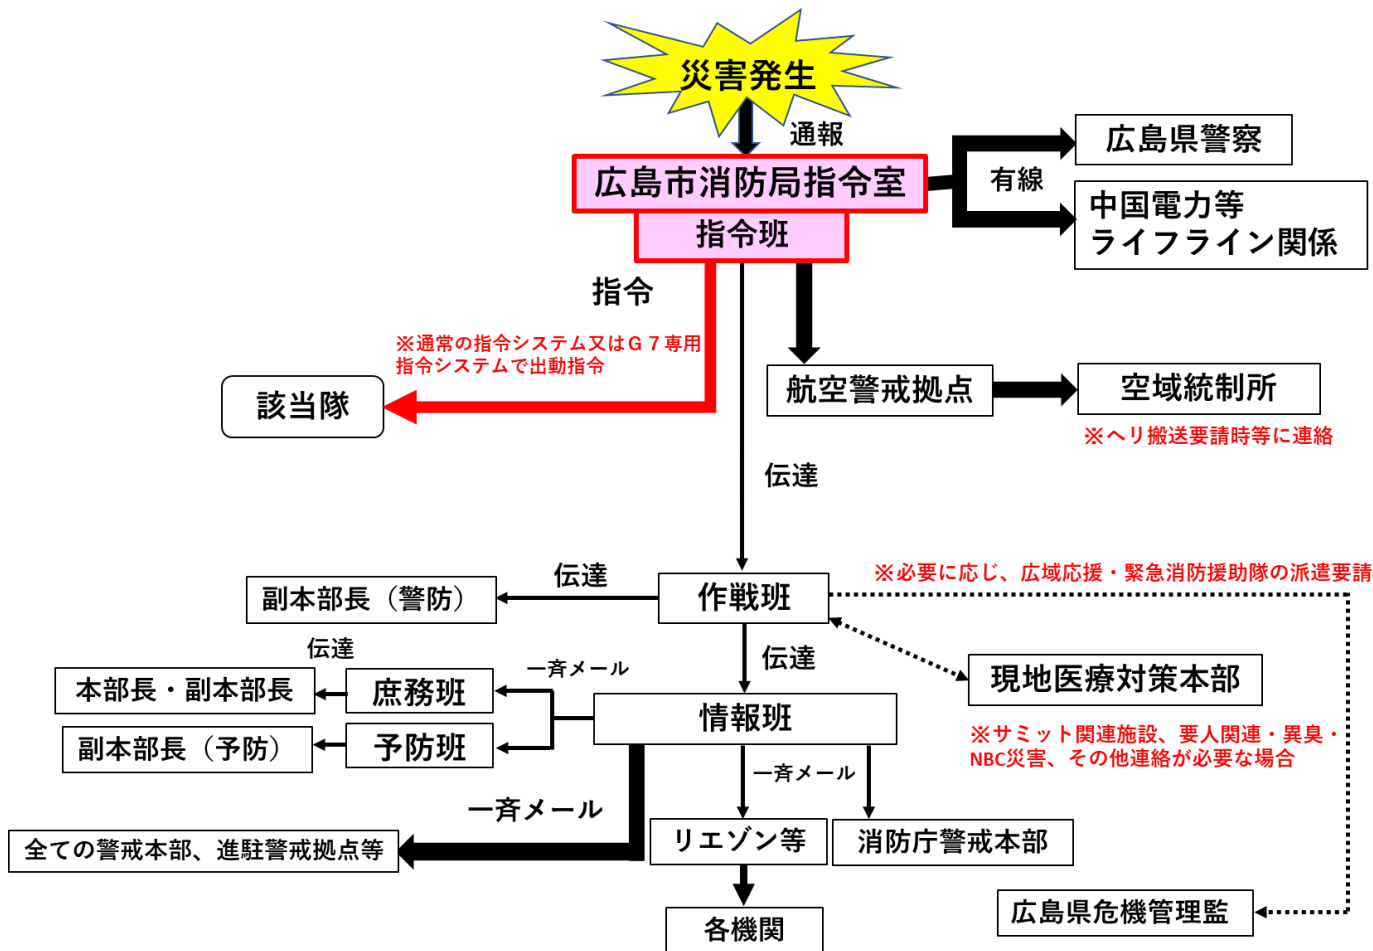 災害発生
通報
広島市消防局指令室
指令班
有線
広島県警察
中国電力等
ライフライン関係
指令
※通常の指令システム又はG7専用
指令システムで出動指令
該当隊
航空警戒拠点
空域統制所
※ヘリ搬送要請時等に連絡
伝達
※必要に応じ、広域応援・緊急消防援助隊の派遣要請
伝達
副本部長(警防)
作戦班
伝達
一斉メール
伝達
現地医療対策本部
本部長・副本部長
庶務班
情報班
※サミット関連施設、要人関連・異臭・
NBC災害、その他連絡が必要な場合
副本部長(予防)
予防班
一斉メール
一斉メール
全ての警戒本部、進駐警戒拠点等
リエゾン等
消防庁警戒本部
各機関
広島県危機管理監